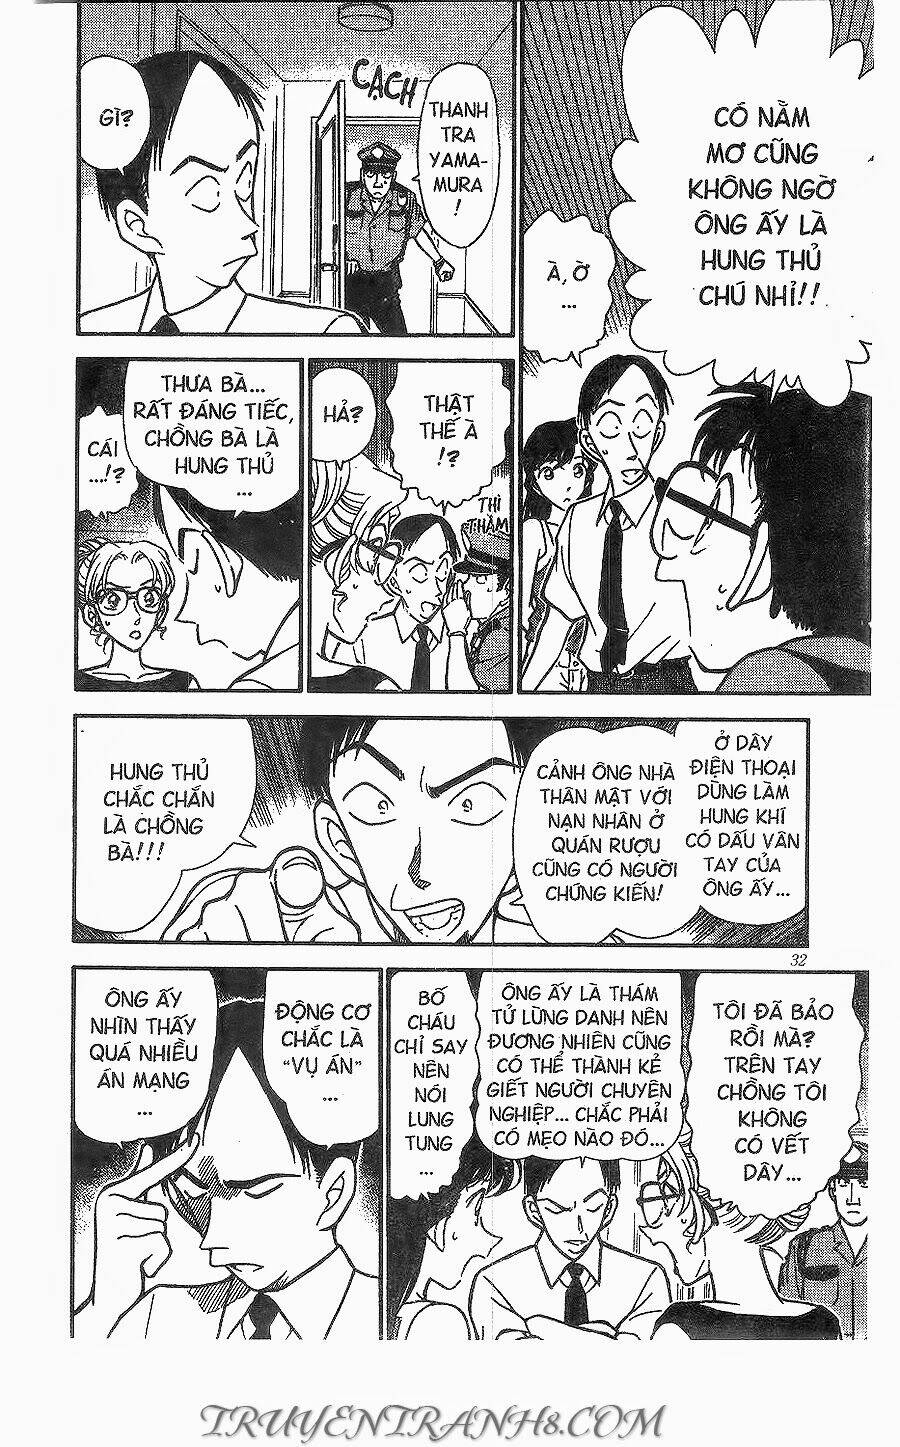 CÓ NẰM
MƠ CŨNG
KHÔNG NGỜ
ÔNG ẤY LÀ
HUNG THỦ
CHÚ NHỈ!!
À, Ờ
...
THANH
TRA
YAMA-
MURA
!
CẠCH
GÌ?
THẬT
THẾ À
!?
THÌ
THẦM
HẢ?
THƯA BÀ...
RẤT ĐÁNG TIẾC,
CHỒNG BÀ LÀ
HUNG THỦ
...
CÁI
...!?
Ở DÂY
ĐIỆN THOẠI
DÙNG LÀM
HUNG KHÍ
CÓ DẤU VÂN
TAY CỦA
ÔNG ẤY...
CẢNH ÔNG NHÀ
THÂN MẬT VỚI
NẠN NHÂN Ở
QUÁN RƯỢU
CŨNG CÓ NGƯỜI
CHỨNG KIẾN!
HUNG THỦ
CHẮC CHẮN
LÀ CHỒNG
BÀ!!!
32
TÔI ĐÃ BẢO
RỒI MÀ?
TRÊN TAY
CHỒNG TÔI
KHÔNG
CÓ VẾT
DÂY...
ÔNG ẤY LÀ THÁM
TỬ LỪNG DANH NÊN
ĐƯƠNG NHIÊN CŨNG
CÓ THỂ THÀNH KẺ
GIẾT NGƯỜI CHUYÊN
NGHIỆP... CHẮC PHẢI
CÓ MẸO NÀO ĐÓ...
BỐ
CHÁU
CHỈ SAY
NÊN
NÓI
LUNG
TUNG
...
ĐỘNG CƠ
CHẮC LÀ
"VỤ ÁN"
...
ÔNG ẤY
NHÌN THẤY
QUÁ NHIỀU
ÁN MẠNG
...
TRUYENTRANH8.COM